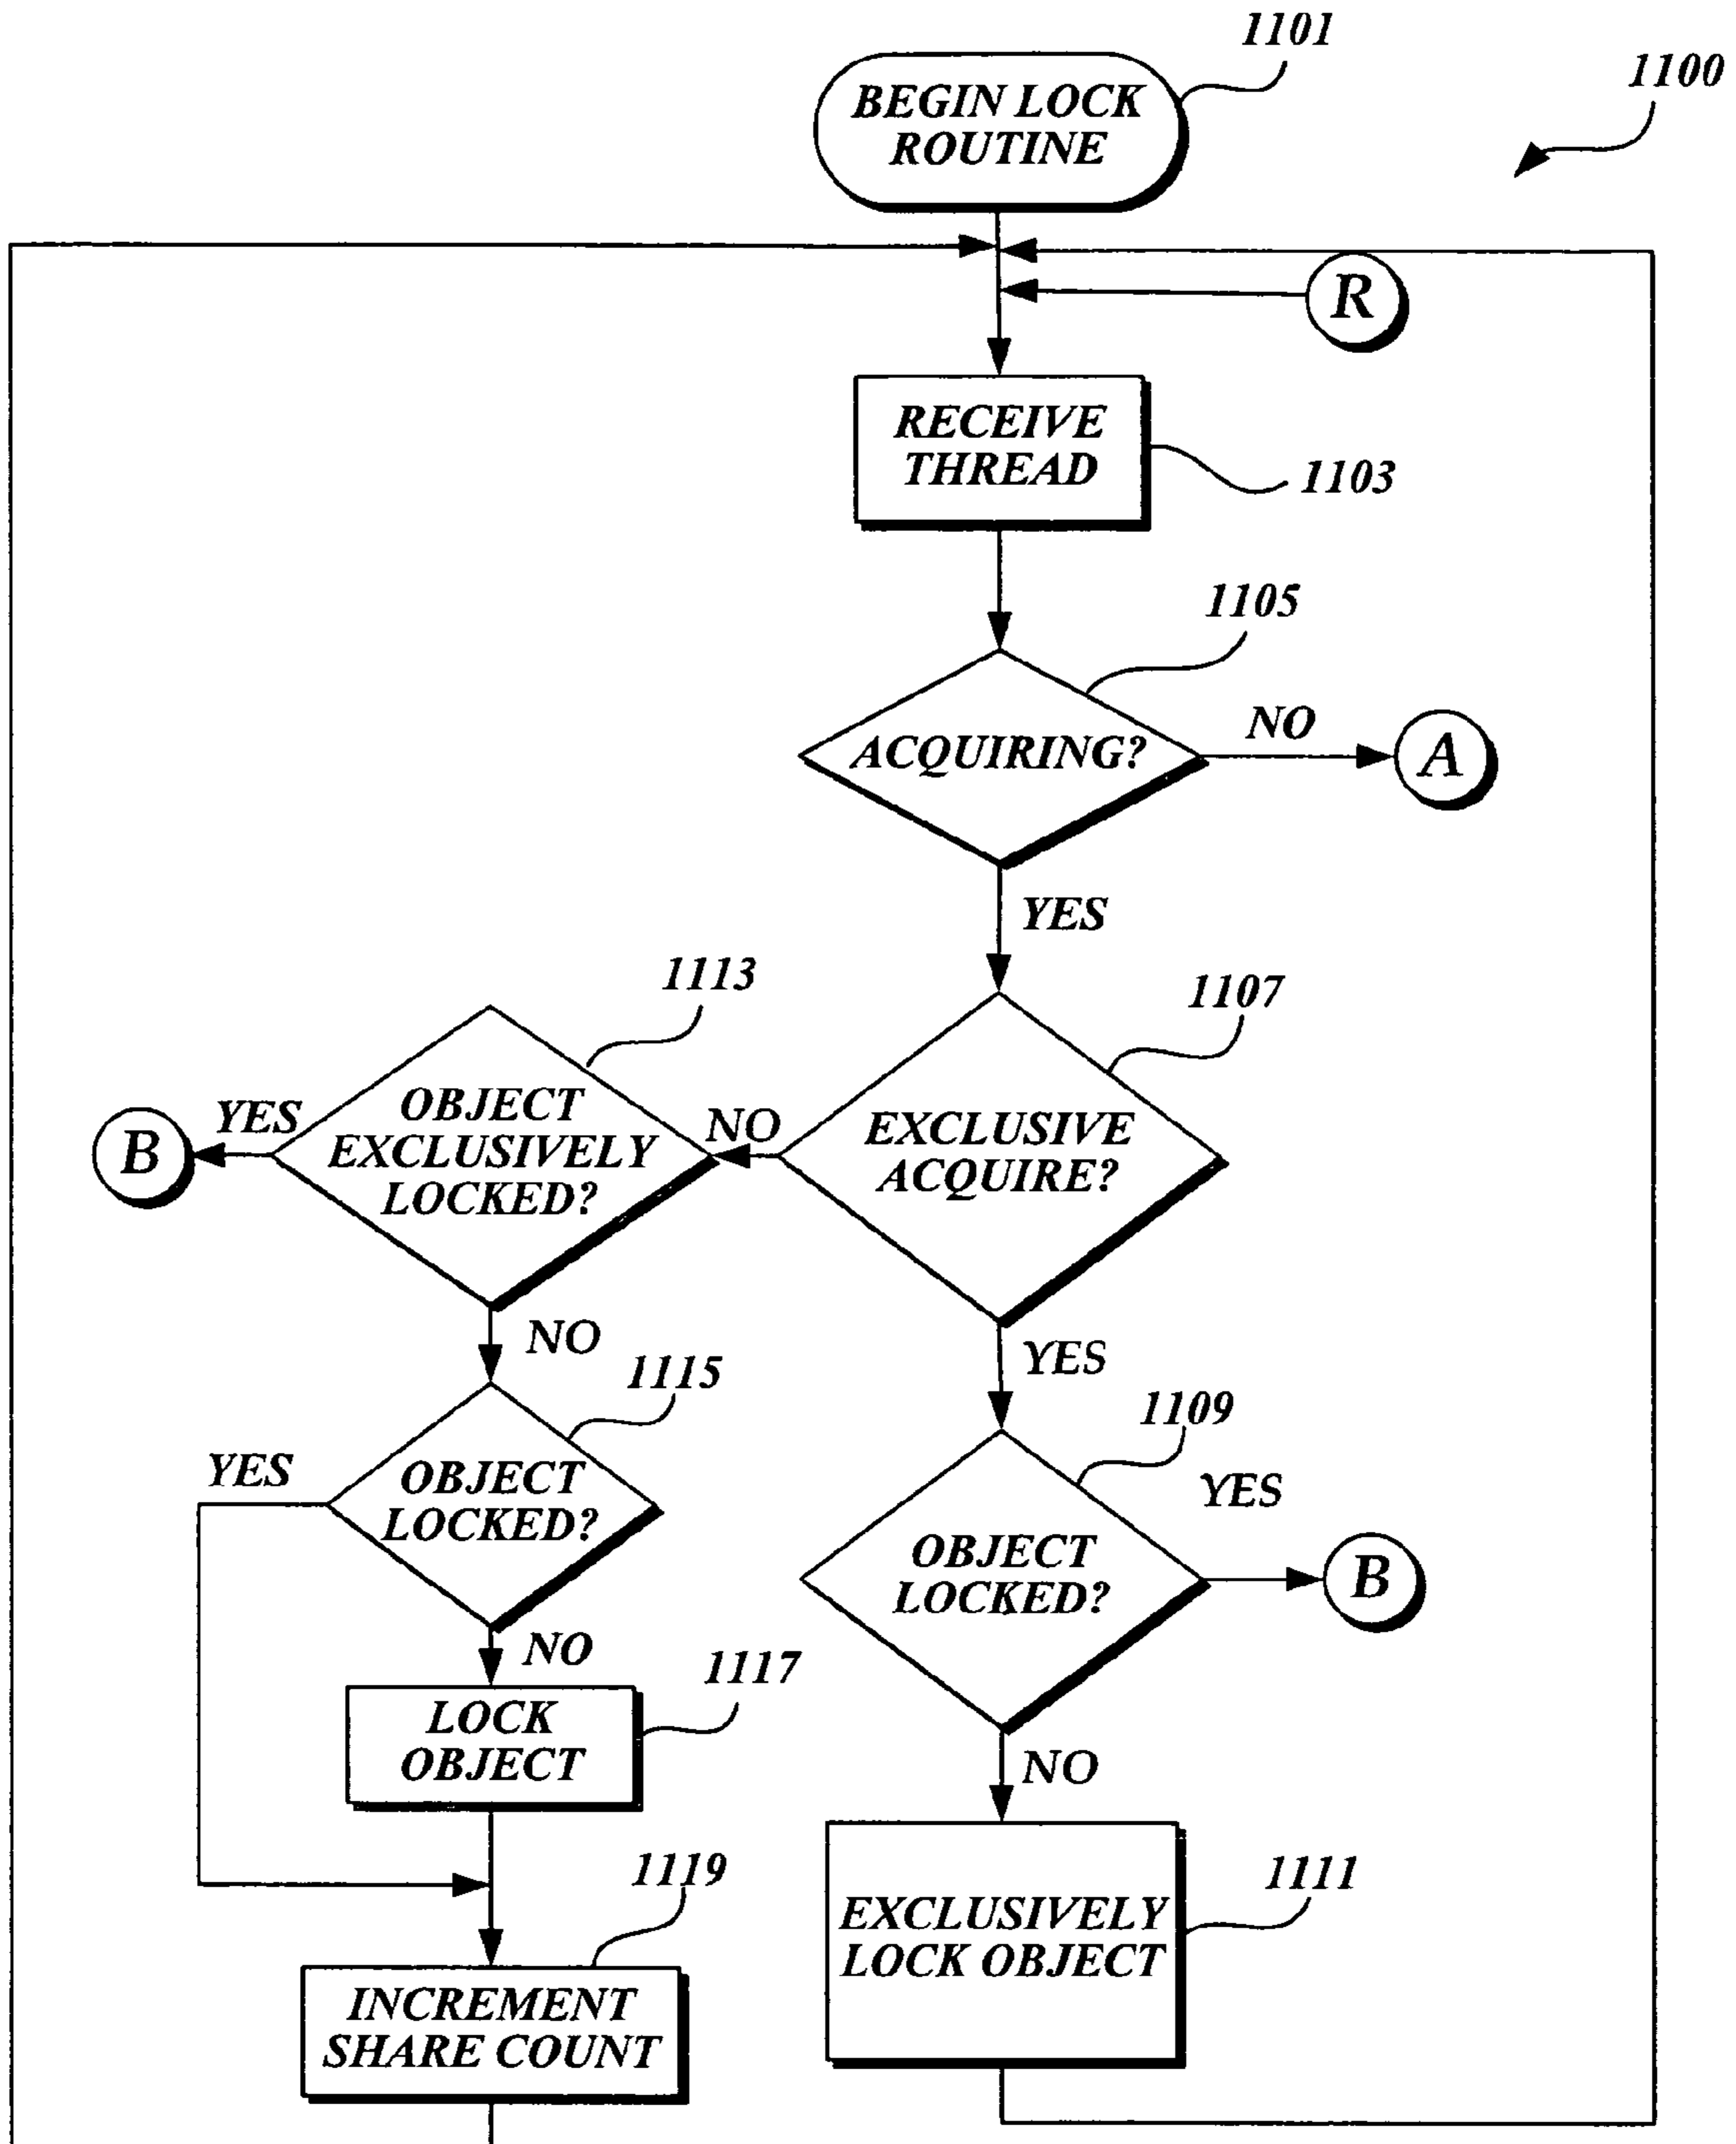 1101
1100
BEGIN LOCK
ROUTINE
R
RECEIVE
THREAD
1103
1105
ACQUIRING?
NO
A
YES
1113
1107
B
YES
OBJECT
EXCLUSIVELY
LOCKED?
NO
EXCLUSIVE
ACQUIRE?
NO
YES
1115
1109
YES
OBJECT
LOCKED?
YES
OBJECT
LOCKED?
B
NO
1117
LOCK
OBJECT
NO
1119
1111
EXCLUSIVELY
LOCK OBJECT
INCREMENT
SHARE COUNT